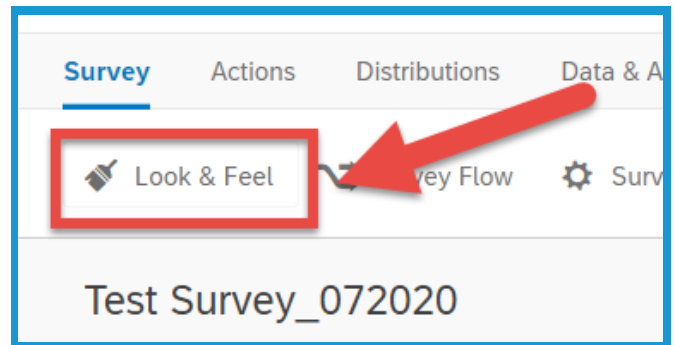 Survey Actions Distributions Data & A
Look & Feel vey Flow Surv
Test Survey_072020